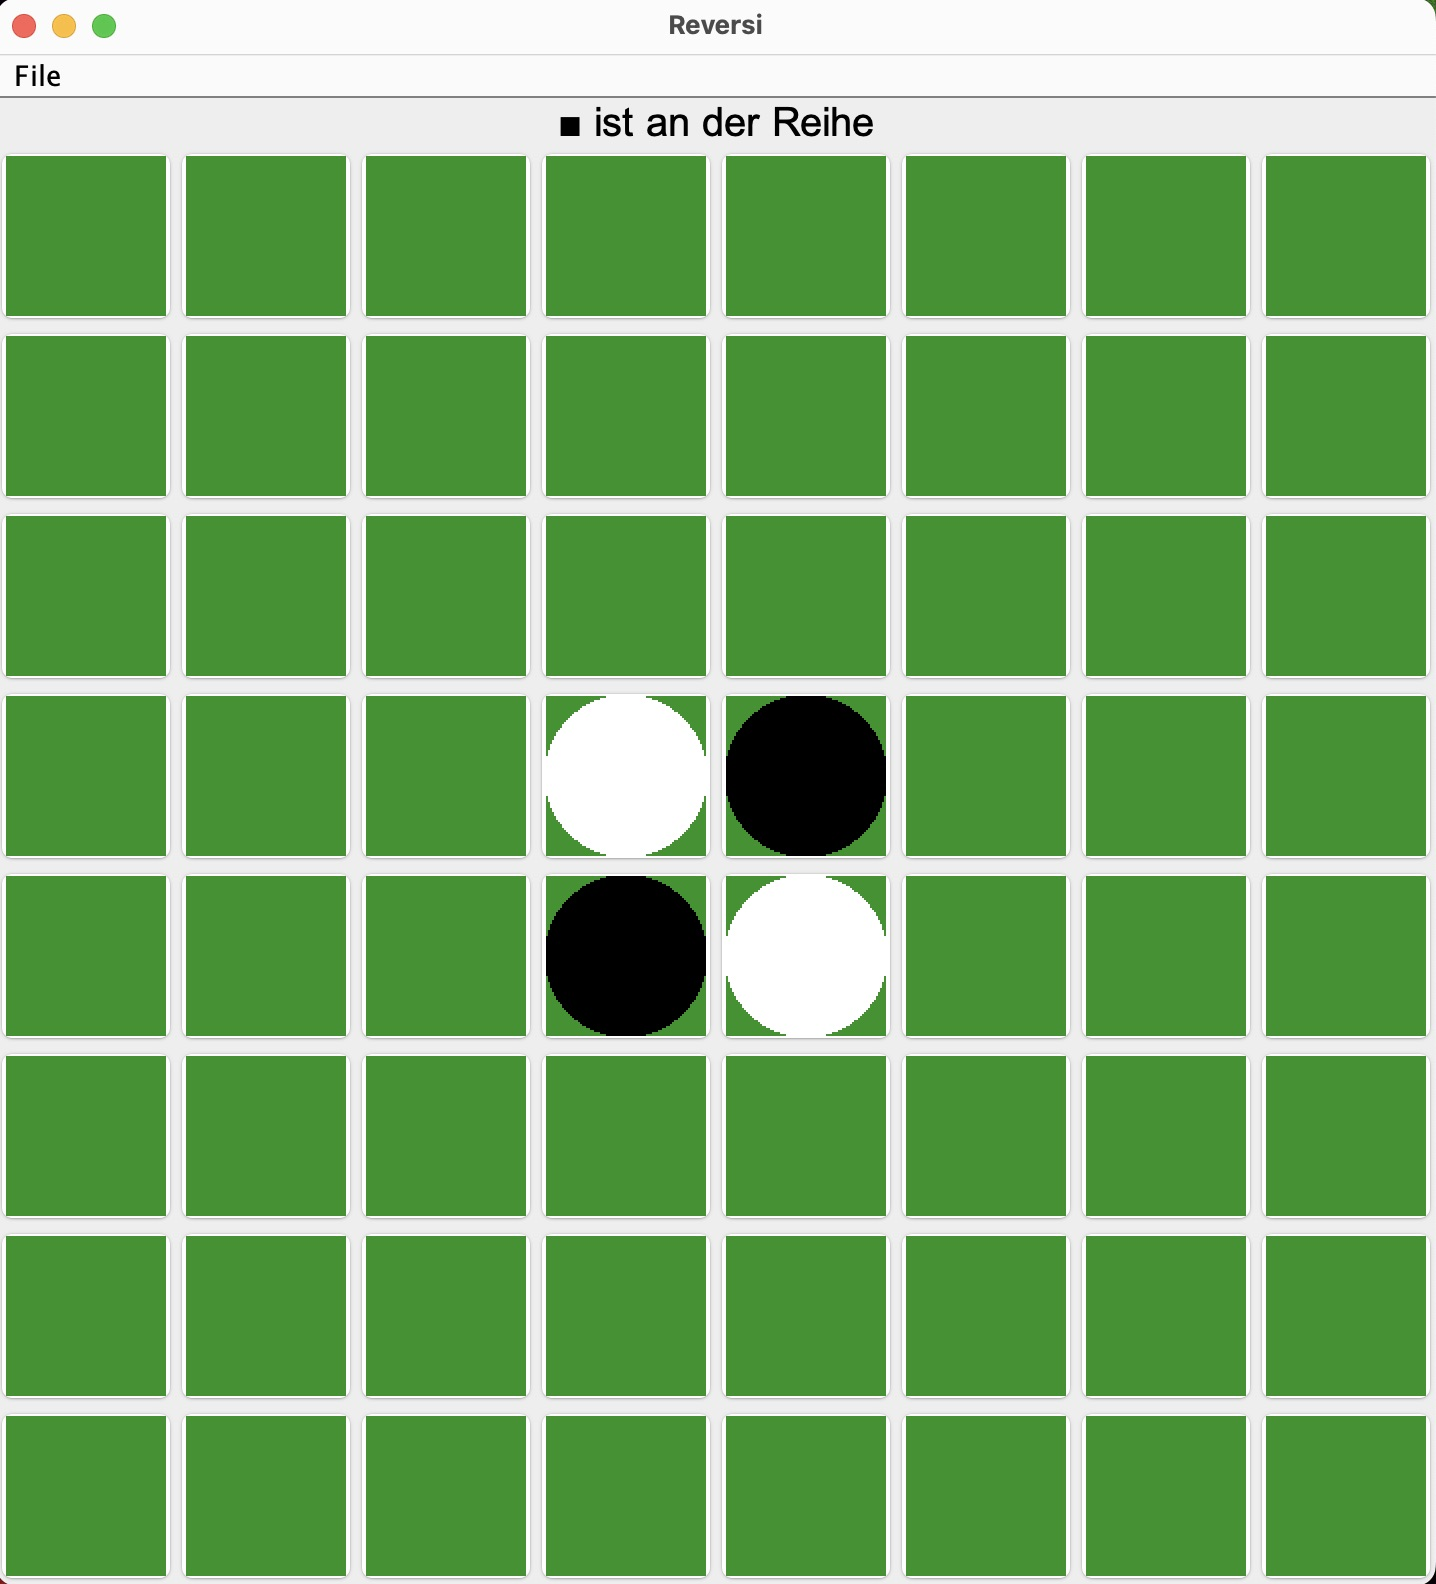 Reversi
File
■ ist an der Reihe